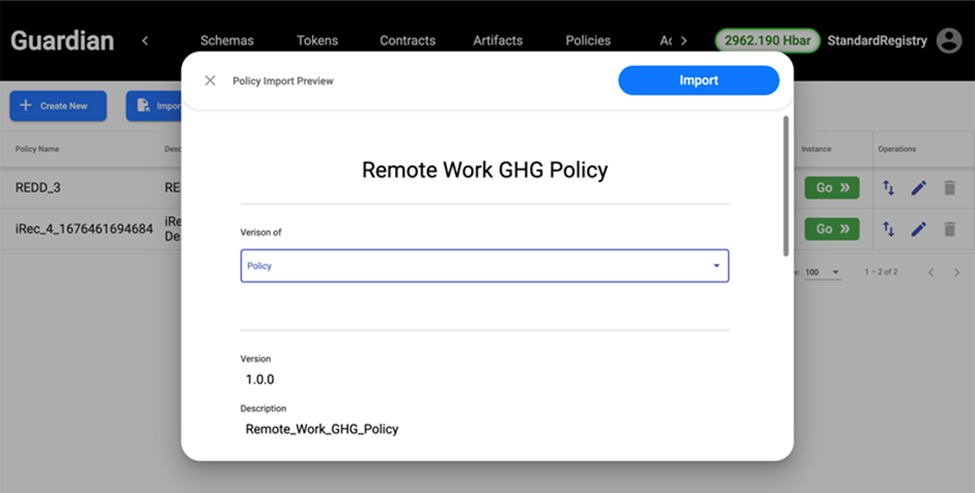 Guardian
Schemas Tokens Contracts Artifacts Policies
2962.190 Hbar StandardRegistry
Policy Import Preview
Import
Create New
Impor
Policy Name
Desc
Instance
Operations
Remote Work GHG Policy
REDD_3
RE
Go
Verison of
iRec_4_1676461694684
iRe
De
Go
Policy
100
1 – 2 of 2
Version
1.0.0
Description
Remote_Work_GHG_Policy